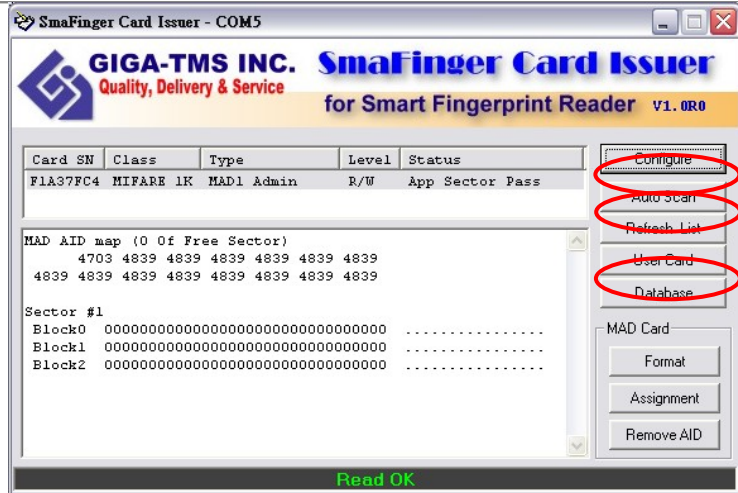 SmaFinger Card Issuer - COM5
GIGA-TMS INC.
Quality, Delivery & Service
SmaFinger Card Issuer
for Smart Fingerprint Reader V1.0R0
Card SN Class Type Level Status
F1A37FC4 MIFARE 1K MAD1 Admin R/W App Sector Pass
MAD AID map (0 Of Free Sector)
4703 4839 4839 4839 4839 4839 4839
4839 4839 4839 4839 4839 4839 4839 4839
Sector #1
Block0 00000000000000000000000000000000 ................
Block1 00000000000000000000000000000000 ................
Block2 00000000000000000000000000000000 ................
Configure
Auto Scan
Refresh List
User Card
Database
MAD Card
Format
Assignment
Remove AID
Read OK